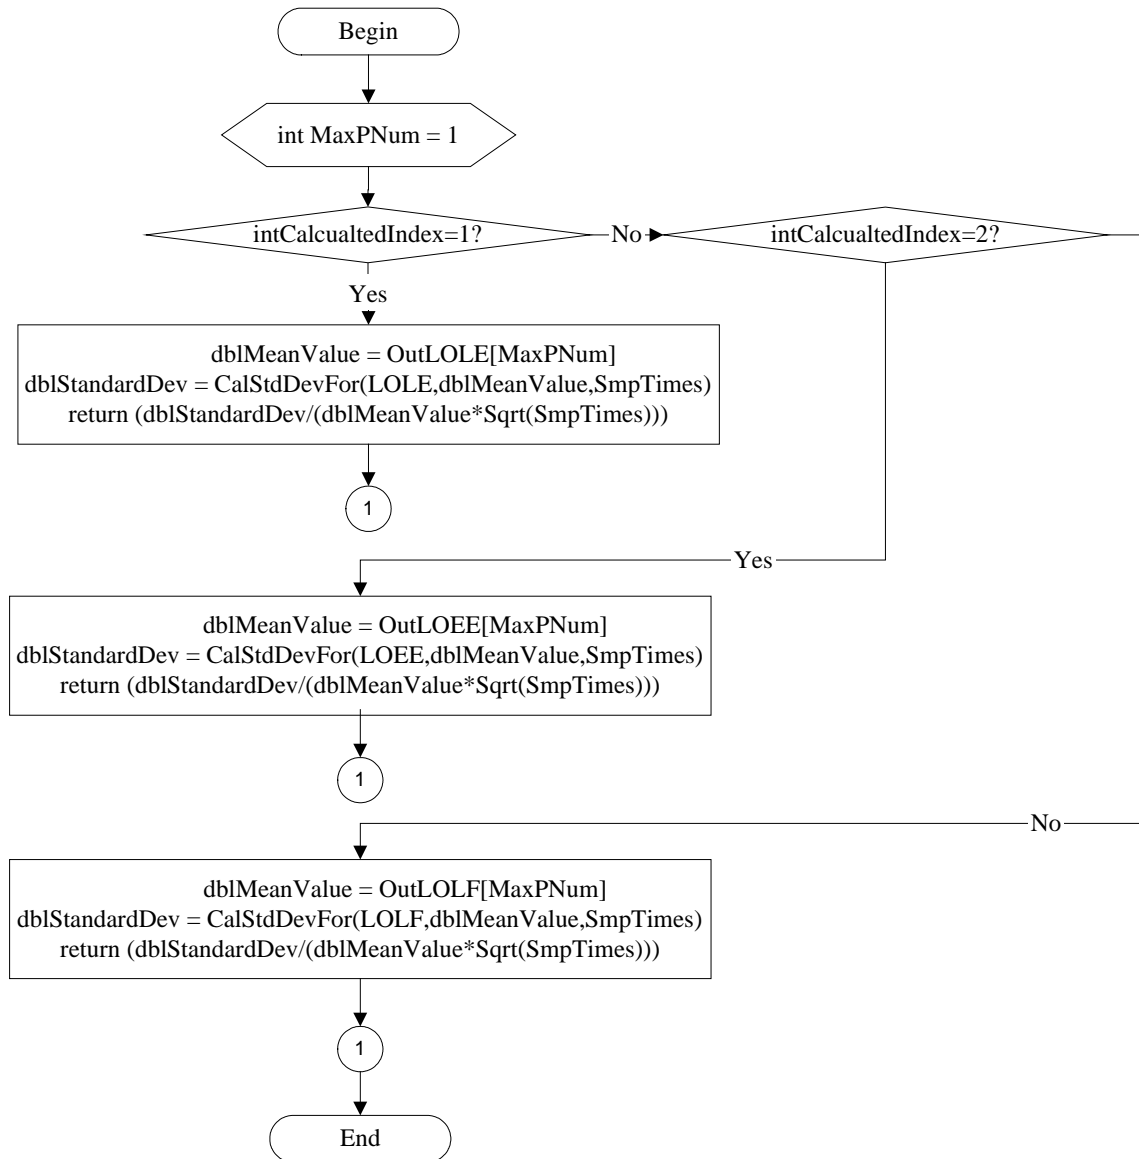 Begin
int MaxPNum = 1
intCalcualtedIndex=1?
No
intCalcualtedIndex=2?
Yes
dblMeanValue = OutLOLE[MaxPNum]
dblStandardDev = CalStdDevFor(LOLE,dblMeanValue,SmpTimes)
return (dblStandardDev/(dblMeanValue*Sqrt(SmpTimes)))
1
Yes
dblMeanValue = OutLOEE[MaxPNum]
dblStandardDev = CalStdDevFor(LOEE,dblMeanValue,SmpTimes)
return (dblStandardDev/(dblMeanValue*Sqrt(SmpTimes)))
1
No
dblMeanValue = OutLOLF[MaxPNum]
dblStandardDev = CalStdDevFor(LOLF,dblMeanValue,SmpTimes)
return (dblStandardDev/(dblMeanValue*Sqrt(SmpTimes)))
1
End